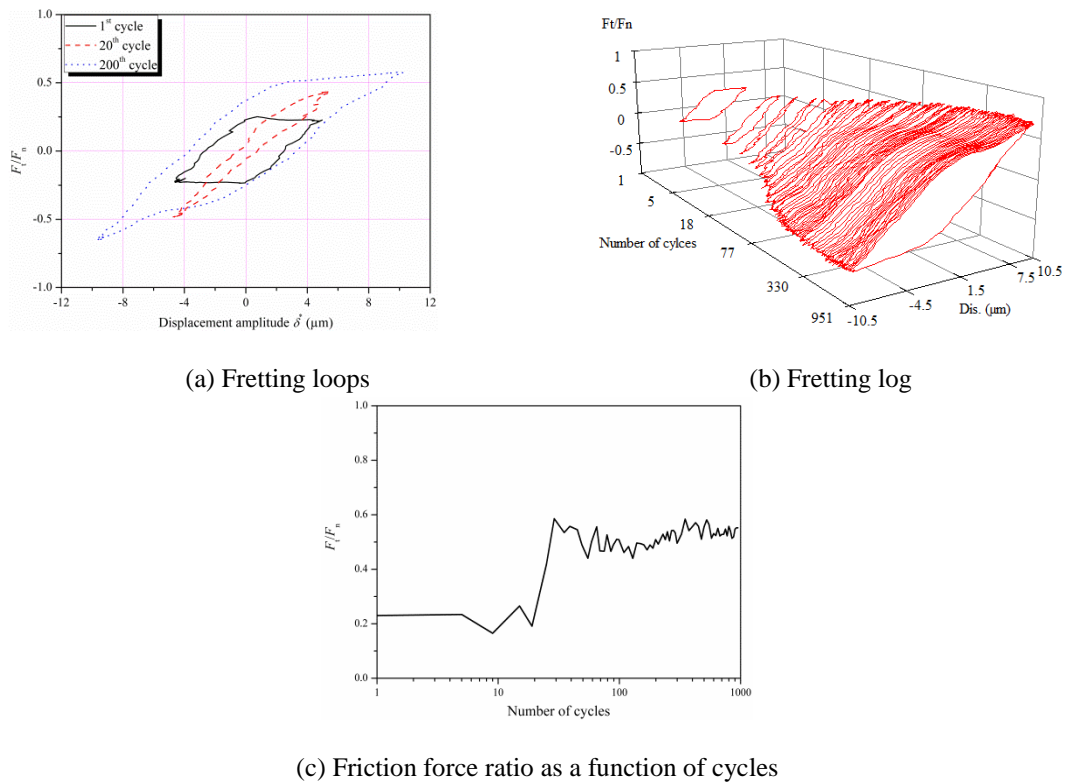 1.0
0.5
0.0
-0.5
-1.0
Ft/Fn
1st cycle
20th cycle
200th cycle
-12 -8 -4 0 4 8 12
Displacement amplitude δ* (μm)
(a) Fretting loops
Ft/Fn
1
0.5
0
-0.5
1
5
18
77
330
951
Number of cylces
-10.5
-4.5
1.5
7.5
10.5
Dis. (μm)
(b) Fretting log
1.0
0.8
0.6
0.4
0.2
0.0
Ft/Fn
1 10 100 1000
Number of cycles
(c) Friction force ratio as a function of cycles